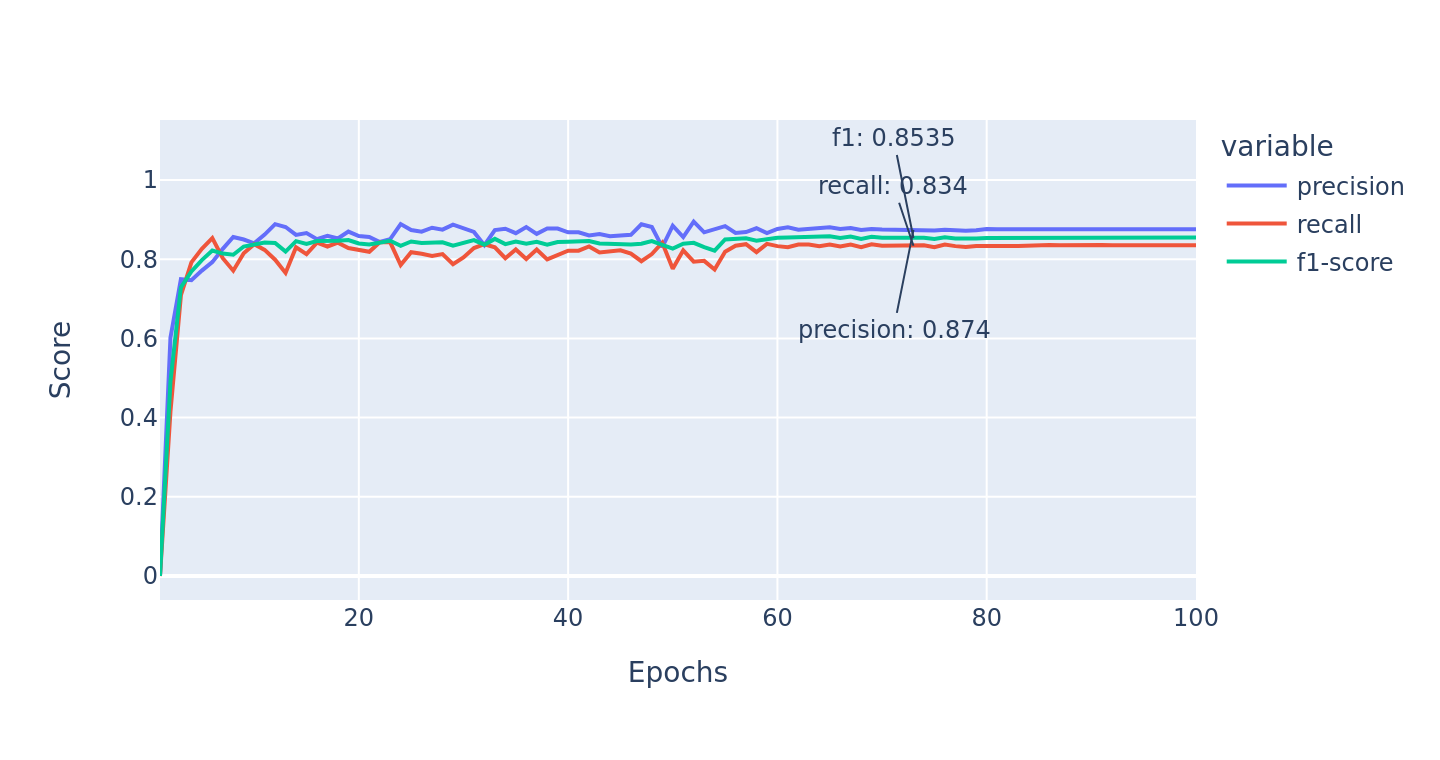 f1: 0.8535
recall: 0.834
precision: 0.874
1
0.8
0.6
0.4
0.2
0
Score
20
40
60
80
100
Epochs
variable
precision
recall
f1-score